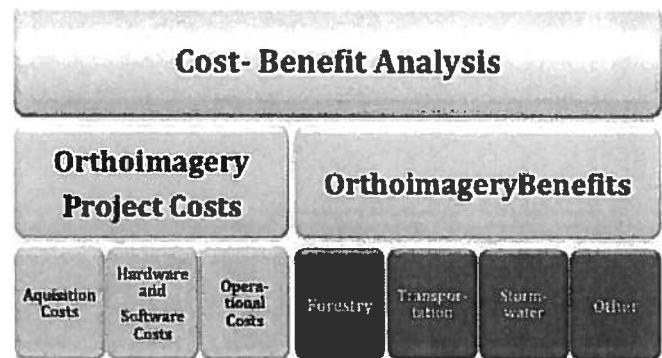 Cost- Benefit Analysis
Orthoimagery
Project Costs
OrthoimageryBenefits
Aquisition
Costs
Hardware
and
Software
Costs
Opera-
tional
Costs
Forestry
Transpor-
tation
Storm-
water
Other